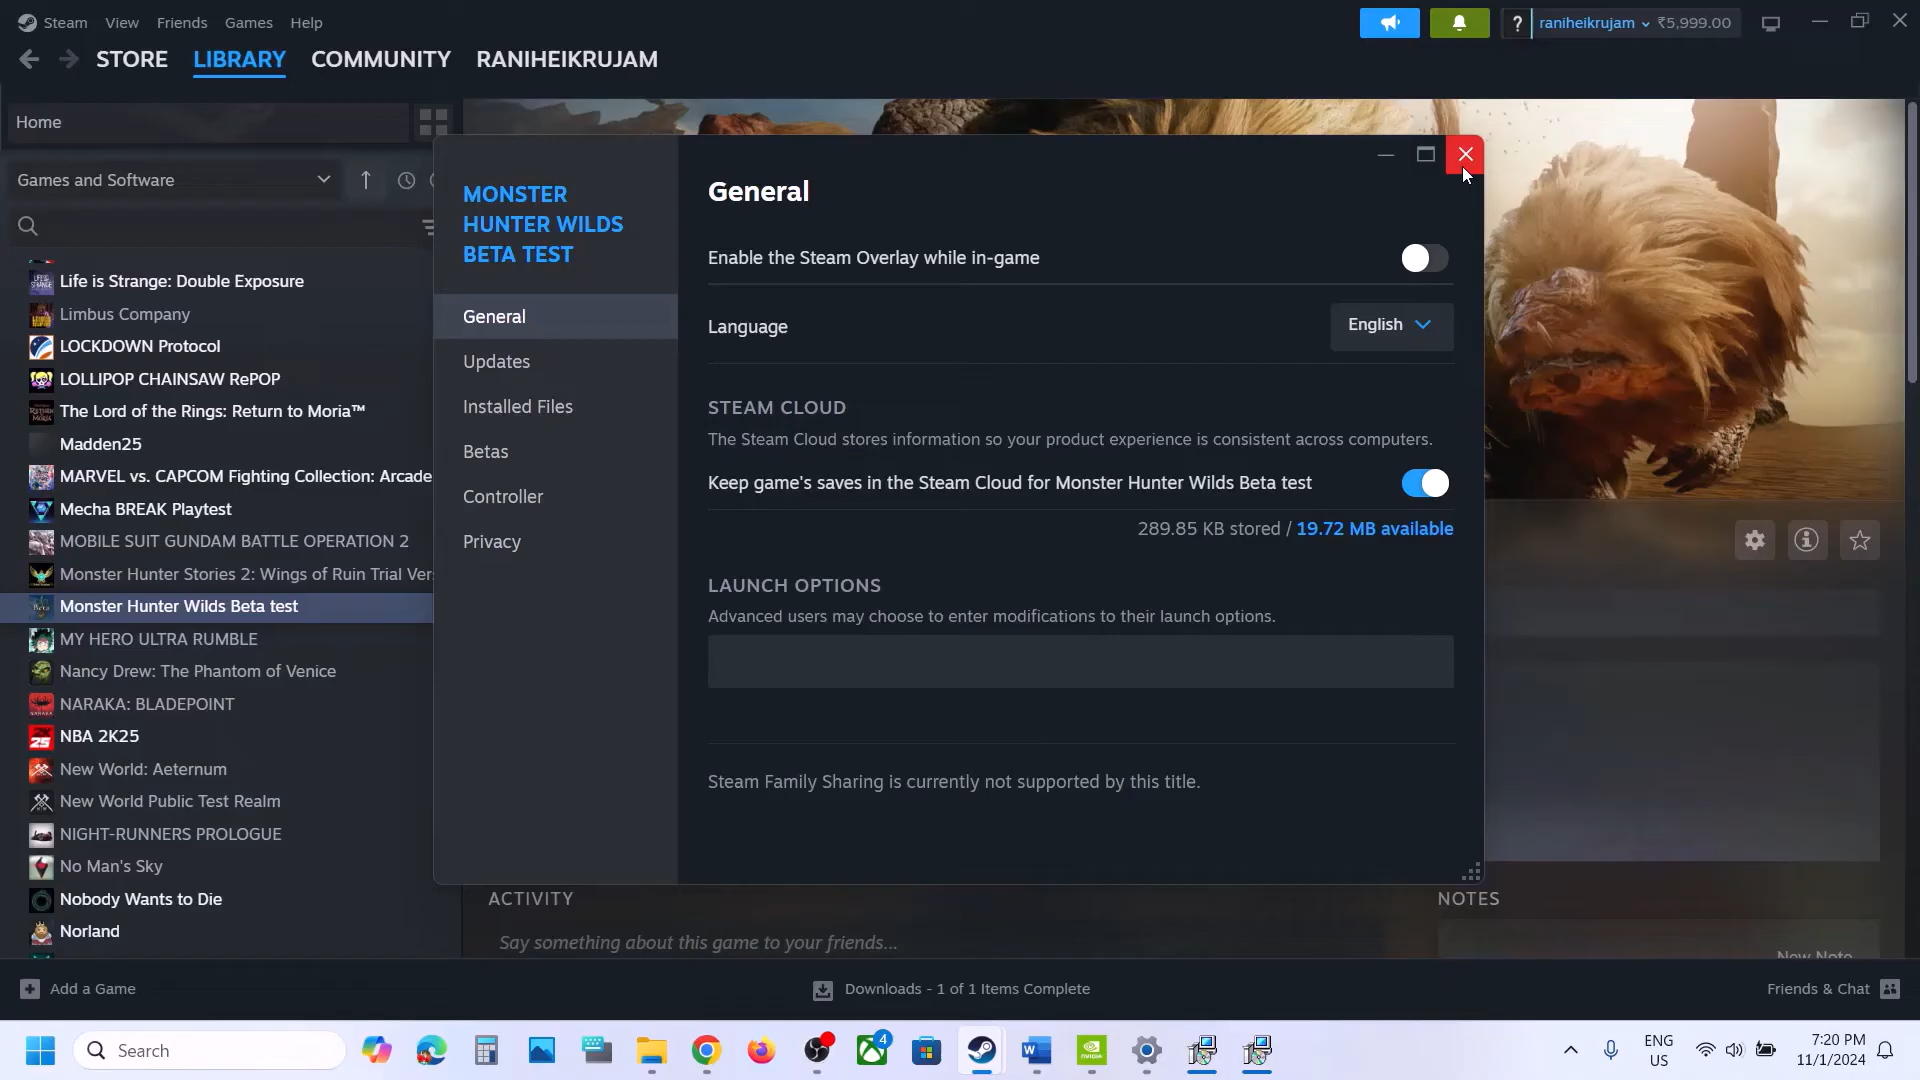 Steam View Friends Games Help
? raniheikrujam ₹5,999.00
STORE LIBRARY COMMUNITY RANIHEIKRUJAM
Home
Games and Software
Life is Strange: Double Exposure
Limbus Company
LOCKDOWN Protocol
LOLLIPOP CHAINSAW RePOP
The Lord of the Rings: Return to Moria™
Madden25
MARVEL vs. CAPCOM Fighting Collection: Arcade
Mecha BREAK Playtest
MOBILE SUIT GUNDAM BATTLE OPERATION 2
Monster Hunter Stories 2: Wings of Ruin Trial Ver
Monster Hunter Wilds Beta test
MY HERO ULTRA RUMBLE
Nancy Drew: The Phantom of Venice
NARAKA: BLADEPOINT
NBA 2K25
New World: Aeternum
New World Public Test Realm
NIGHT-RUNNERS PROLOGUE
No Man's Sky
Nobody Wants to Die
Norland
MONSTER
HUNTER WILDS
BETA TEST
General
Updates
Installed Files
Betas
Controller
Privacy
General
Enable the Steam Overlay while in-game
Language English
STEAM CLOUD
The Steam Cloud stores information so your product experience is consistent across computers.
Keep game's saves in the Steam Cloud for Monster Hunter Wilds Beta test
289.85 KB stored / 19.72 MB available
LAUNCH OPTIONS
Advanced users may choose to enter modifications to their launch options.
Steam Family Sharing is currently not supported by this title.
ACTIVITY
Say something about this game to your friends...
NOTES
New Note
Add a Game
Downloads - 1 of 1 Items Complete
Friends & Chat
Search
4
ENG
US
7:20 PM
11/1/2024